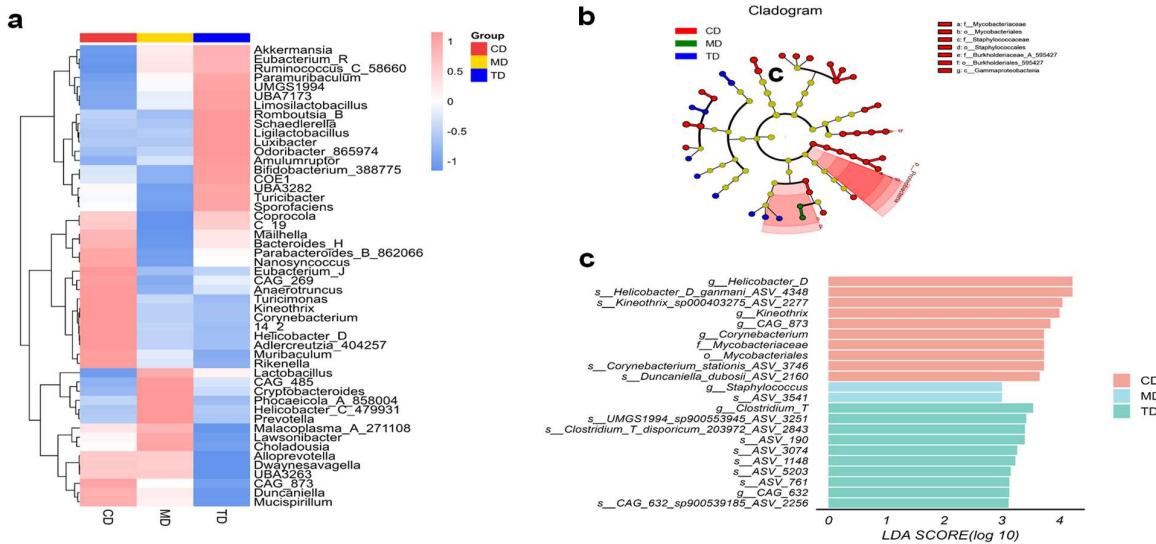 a
Group
CD
MD
TD
1
0.5
0
-0.5
-1
Akkermansia
Eubacterium_R
Ruminococcus_C_58660
Paramuribaculum
UMGS1994
UBA7173
Limosilactobacillus
Romboutsia_B
Schaedlerella
Ligilactobacillus
Luxibacter
Odoribacter_865974
Amulumruptor
Bifidobacterium_388775
COE1
UBA3282
Turicibacter
Sporofaciens
Coprocola
C_19
Mailhella
Bacteroides_H
Parabacteroides_B_862066
Nanosyncoccus
Eubacterium_J
CAG_269
Anaerotruncus
Turicimonas
Kineothrix
Corynebacterium
14_2
Helicobacter_D
Adlercreutzia_404257
Muribaculum
Rikenella
Lactobacillus
CAG_485
Cryptobacteroides
Phocaeicola_A_858004
Helicobacter_C_479931
Prevotella
Malacoplasma_A_271108
Lawsonibacter
Choladousia
Alloprevotella
Dwaynesavagella
UBA3263
CAG_873
Duncaniella
Mucispirillum
CD
MD
TD
b
Cladogram
CD
MD
TD
c
a: f__Mycobacteriaceae
b: o__Mycobacteriales
c: f__Staphylococcaceae
d: o__Staphylococcales
e: f__Burkholderiaceae_A_595427
f: o__Burkholderiales_595427
g: c__Gammaproteobacteria
p__Proteobacteria
c
g__Helicobacter_D
s__Helicobacter_D_ganmani_ASV_4348
s__Kineothrix_sp000403275_ASV_2277
g__Kineothrix
g__CAG_873
g__Corynebacterium
f__Mycobacteriaceae
o__Mycobacteriales
s__Corynebacterium_stationis_ASV_3746
s__Duncaniella_dubosii_ASV_2160
g__Staphylococcus
s__ASV_3541
g__Clostridium_T
s__UMGS1994_sp900553945_ASV_3251
s__Clostridium_T_disporicum_203972_ASV_2843
s__ASV_190
s__ASV_3074
s__ASV_1148
s__ASV_5203
s__ASV_761
g__CAG_632
s__CAG_632_sp900539185_ASV_2256
0 1 2 3 4
LDA SCORE(log 10)
CD
MD
TD